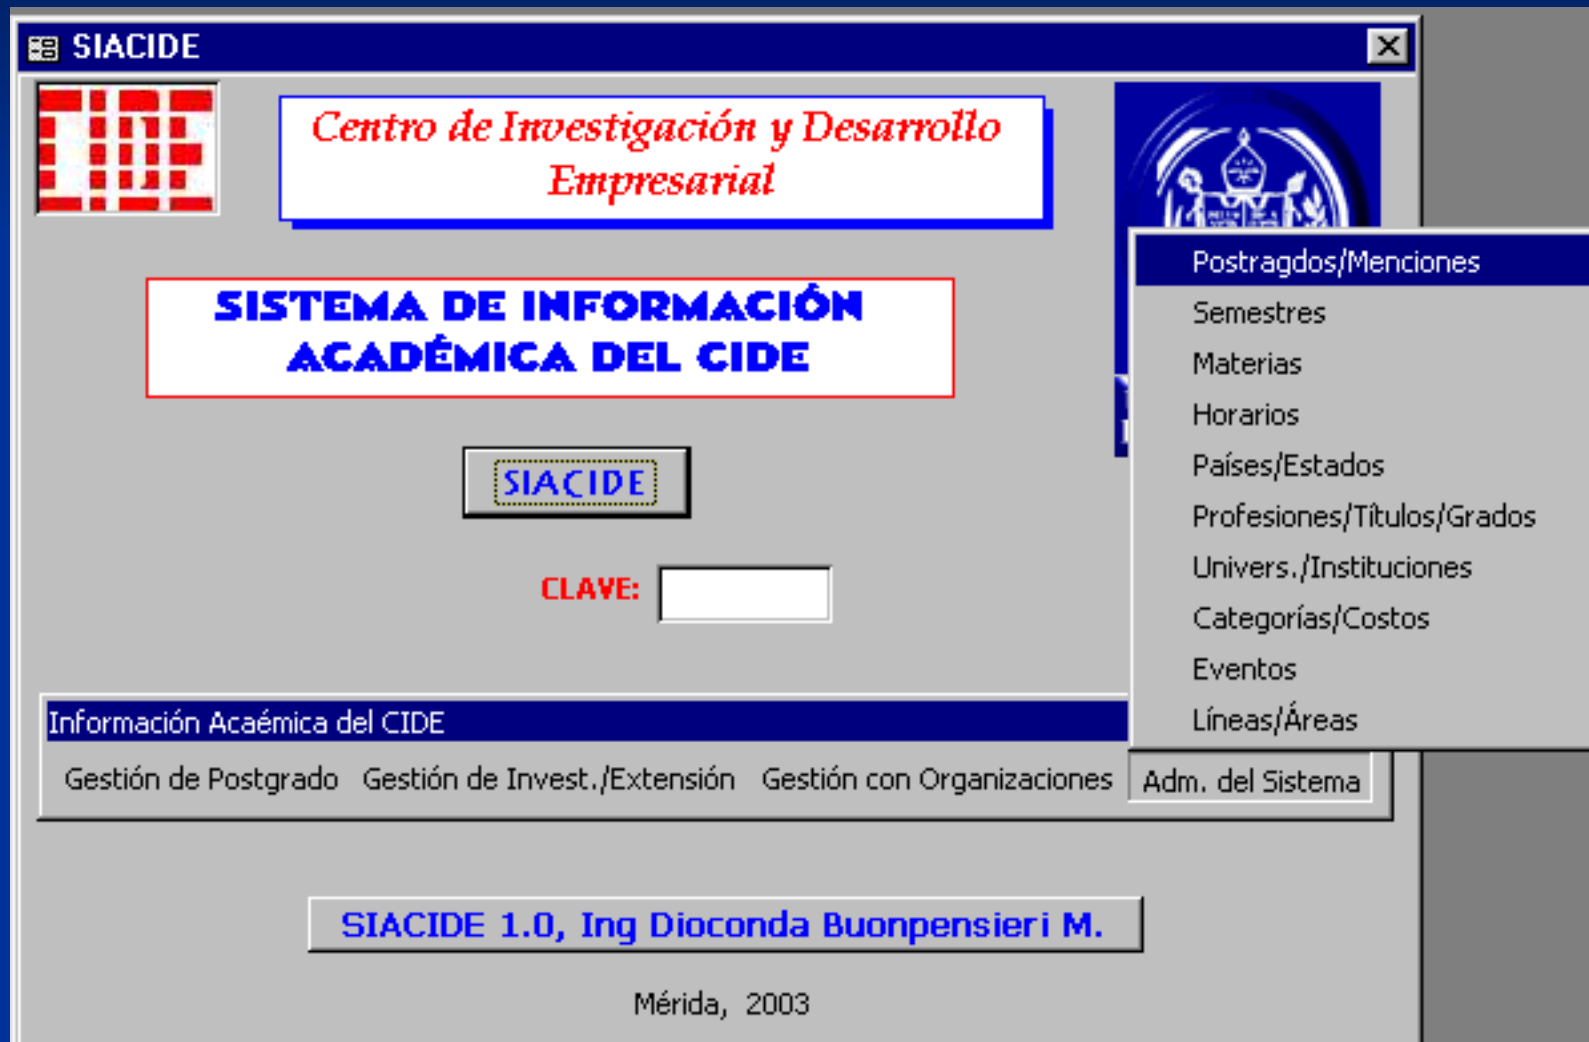 SIACIDE
CIDE
Centro de Investigación y Desarrollo
Empresarial
SISTEMA DE INFORMACIÓN
ACADÉMICA DEL CIDE
SIACIDE
CLAVE:
Postragdos/Menciones
Semestres
Materias
Horarios
Países/Estados
Profesiones/Títulos/Grados
Univers./Instituciones
Categorías/Costos
Eventos
Líneas/Áreas
Información Acaémica del CIDE
Gestión de Postgrado Gestión de Invest./Extensión Gestión con Organizaciones Adm. del Sistema
SIACIDE 1.0, Ing Dioconda Buonpensieri M.
Mérida, 2003